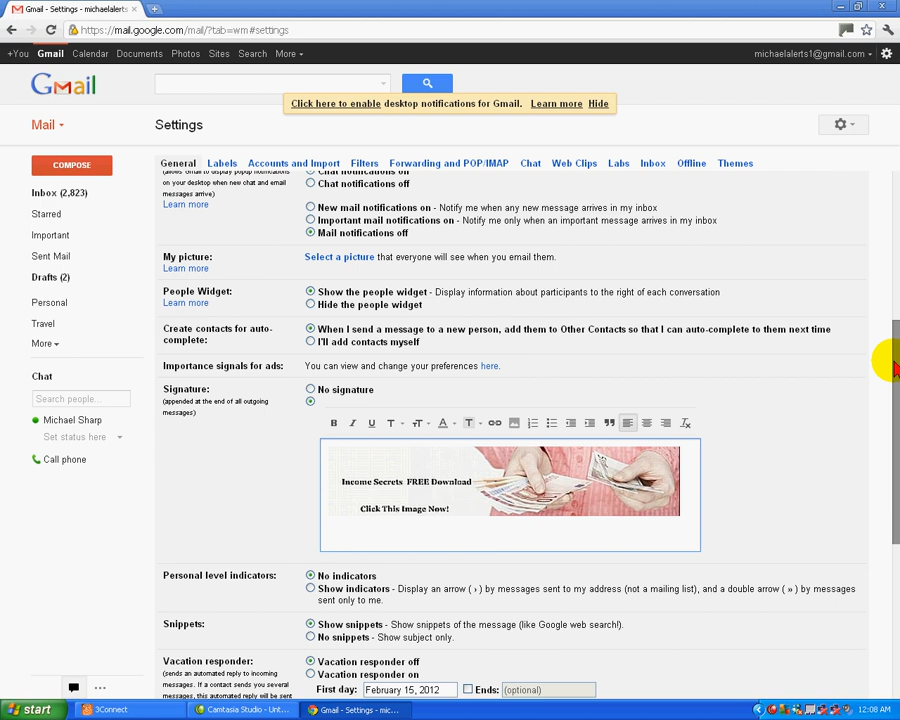 Gmail - Settings - michaelalerts
https://mail.google.com/mail/?tab=wm#settings
+You Gmail Calendar Documents Photos Sites Search More
michaelalerts1@gmail.com
Gmail
Click here to enable desktop notifications for Gmail. Learn more Hide
Mail
Settings
COMPOSE
General Labels Accounts and Import Filters Forwarding and POP/IMAP Chat Web Clips Labs Inbox Offline Themes
Inbox (2,823)
Starred
Important
Sent Mail
Drafts (2)
Personal
Travel
More
Chat
Search people...
Michael Sharp
Set status here
Call phone
(allows Gmail to display popup notifications
on your desktop when new chat and email
messages arrive)
Learn more
Chat notifications on
Chat notifications off
New mail notifications on - Notify me when any new message arrives in my inbox
Important mail notifications on - Notify me only when an important message arrives in my inbox
Mail notifications off
My picture:
Learn more
Select a picture that everyone will see when you email them.
People Widget:
Learn more
Show the people widget - Display information about participants to the right of each conversation
Hide the people widget
Create contacts for auto-
complete:
When I send a message to a new person, add them to Other Contacts so that I can auto-complete to them next time
I'll add contacts myself
Importance signals for ads:
You can view and change your preferences here.
Signature:
(appended at the end of all outgoing
messages)
No signature
B I U T T A T
Income Secrets FREE Download
Click This Image Now!
Personal level indicators:
No indicators
Show indicators - Display an arrow ( › ) by messages sent to my address (not a mailing list), and a double arrow ( » ) by messages
sent only to me.
Snippets:
Show snippets - Show snippets of the message (like Google web search!).
No snippets - Show subject only.
Vacation responder:
(sends an automated reply to incoming
messages. If a contact sends you several
messages, this automated reply will be sent
Vacation responder off
Vacation responder on
First day: February 15, 2012 Ends: (optional)
start
3Connect
Camtasia Studio - Unt...
Gmail - Settings - mic...
12:08 AM